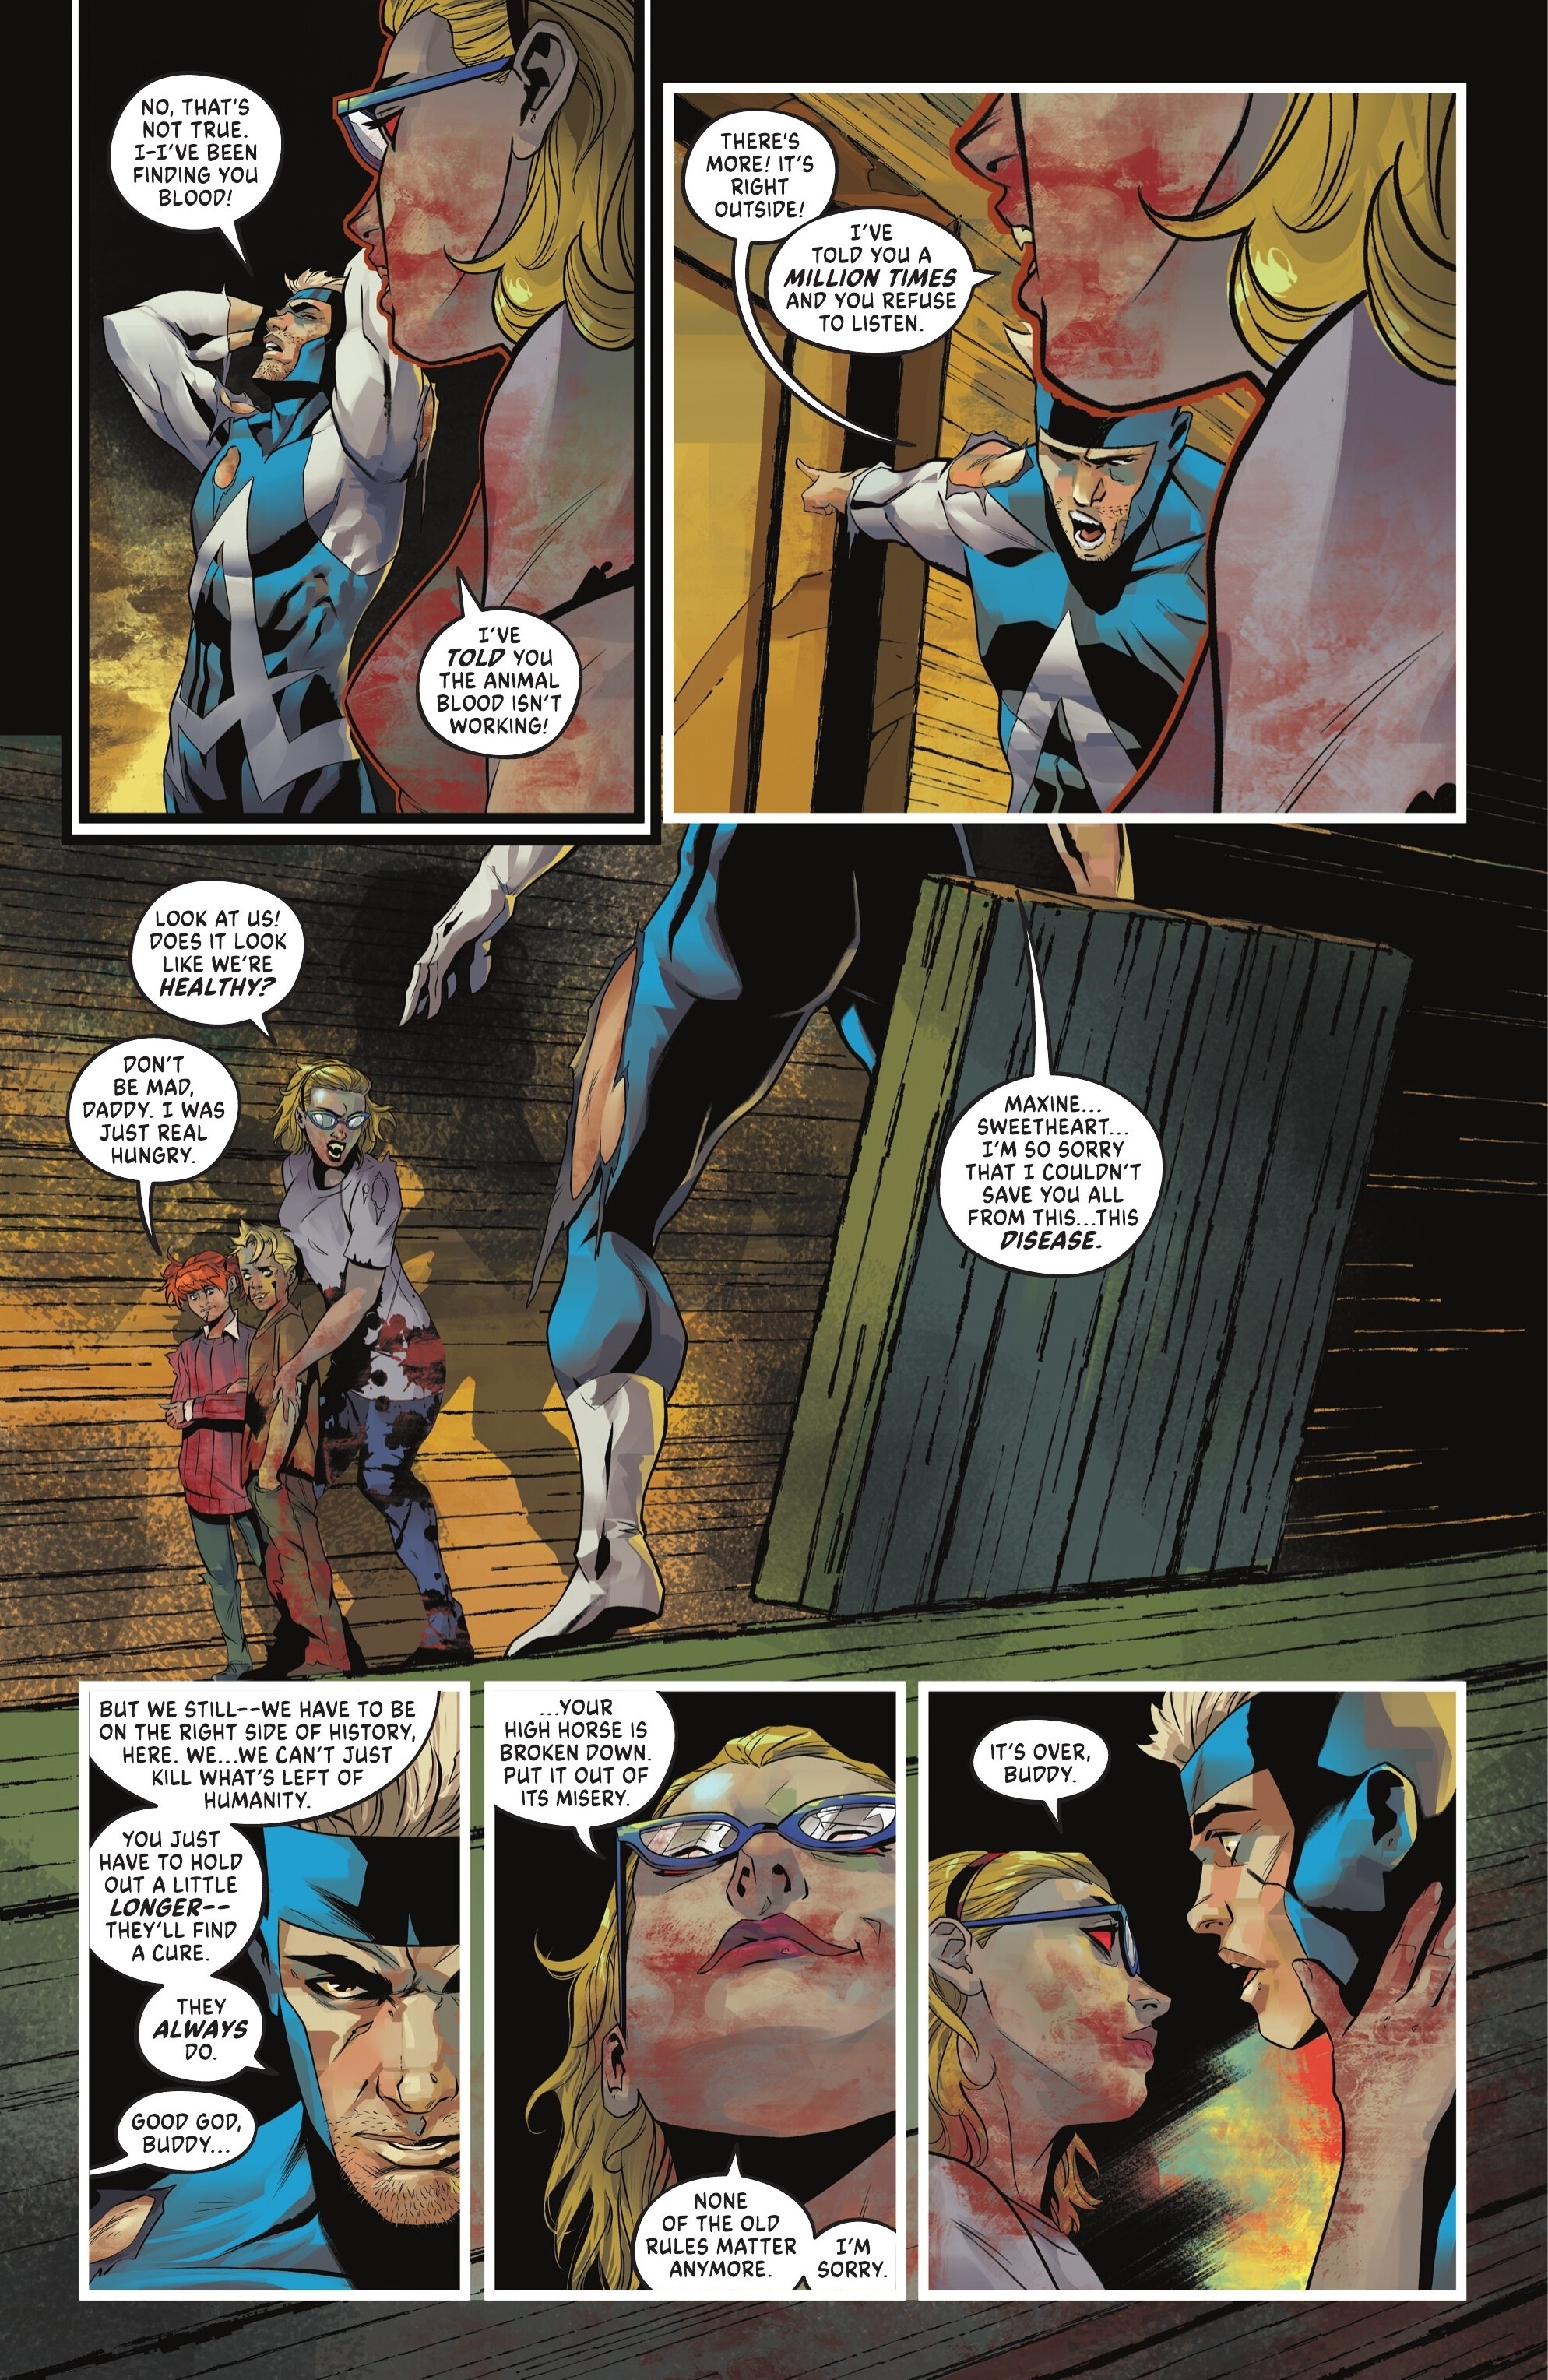 NO, THAT'S
NOT TRUE.
I-I'VE BEEN
FINDING YOU
BLOOD!
I'VE
TOLD YOU
THE ANIMAL
BLOOD ISN'T
WORKING!
THERE'S
MORE! IT'S
RIGHT
OUTSIDE!
I'VE
TOLD YOU A
MILLION TIMES
AND YOU REFUSE
TO LISTEN.
LOOK AT US!
DOES IT LOOK
LIKE WE'RE
HEALTHY?
DON'T
BE MAD,
DADDY. I WAS
JUST REAL
HUNGRY.
MAXINE...
SWEETHEART...
I'M SO SORRY
THAT I COULDN'T
SAVE YOU ALL
FROM THIS...THIS
DISEASE.
BUT WE STILL--WE HAVE TO BE
ON THE RIGHT SIDE OF HISTORY,
HERE. WE...WE CAN'T JUST
KILL WHAT'S LEFT OF
HUMANITY.
YOU JUST
HAVE TO HOLD
OUT A LITTLE
LONGER--
THEY'LL FIND
A CURE.
THEY
ALWAYS
DO.
GOOD GOD,
BUDDY...
...YOUR
HIGH HORSE IS
BROKEN DOWN.
PUT IT OUT OF
ITS MISERY.
NONE
OF THE OLD
RULES MATTER
ANYMORE.
I'M
SORRY.
IT'S OVER,
BUDDY.